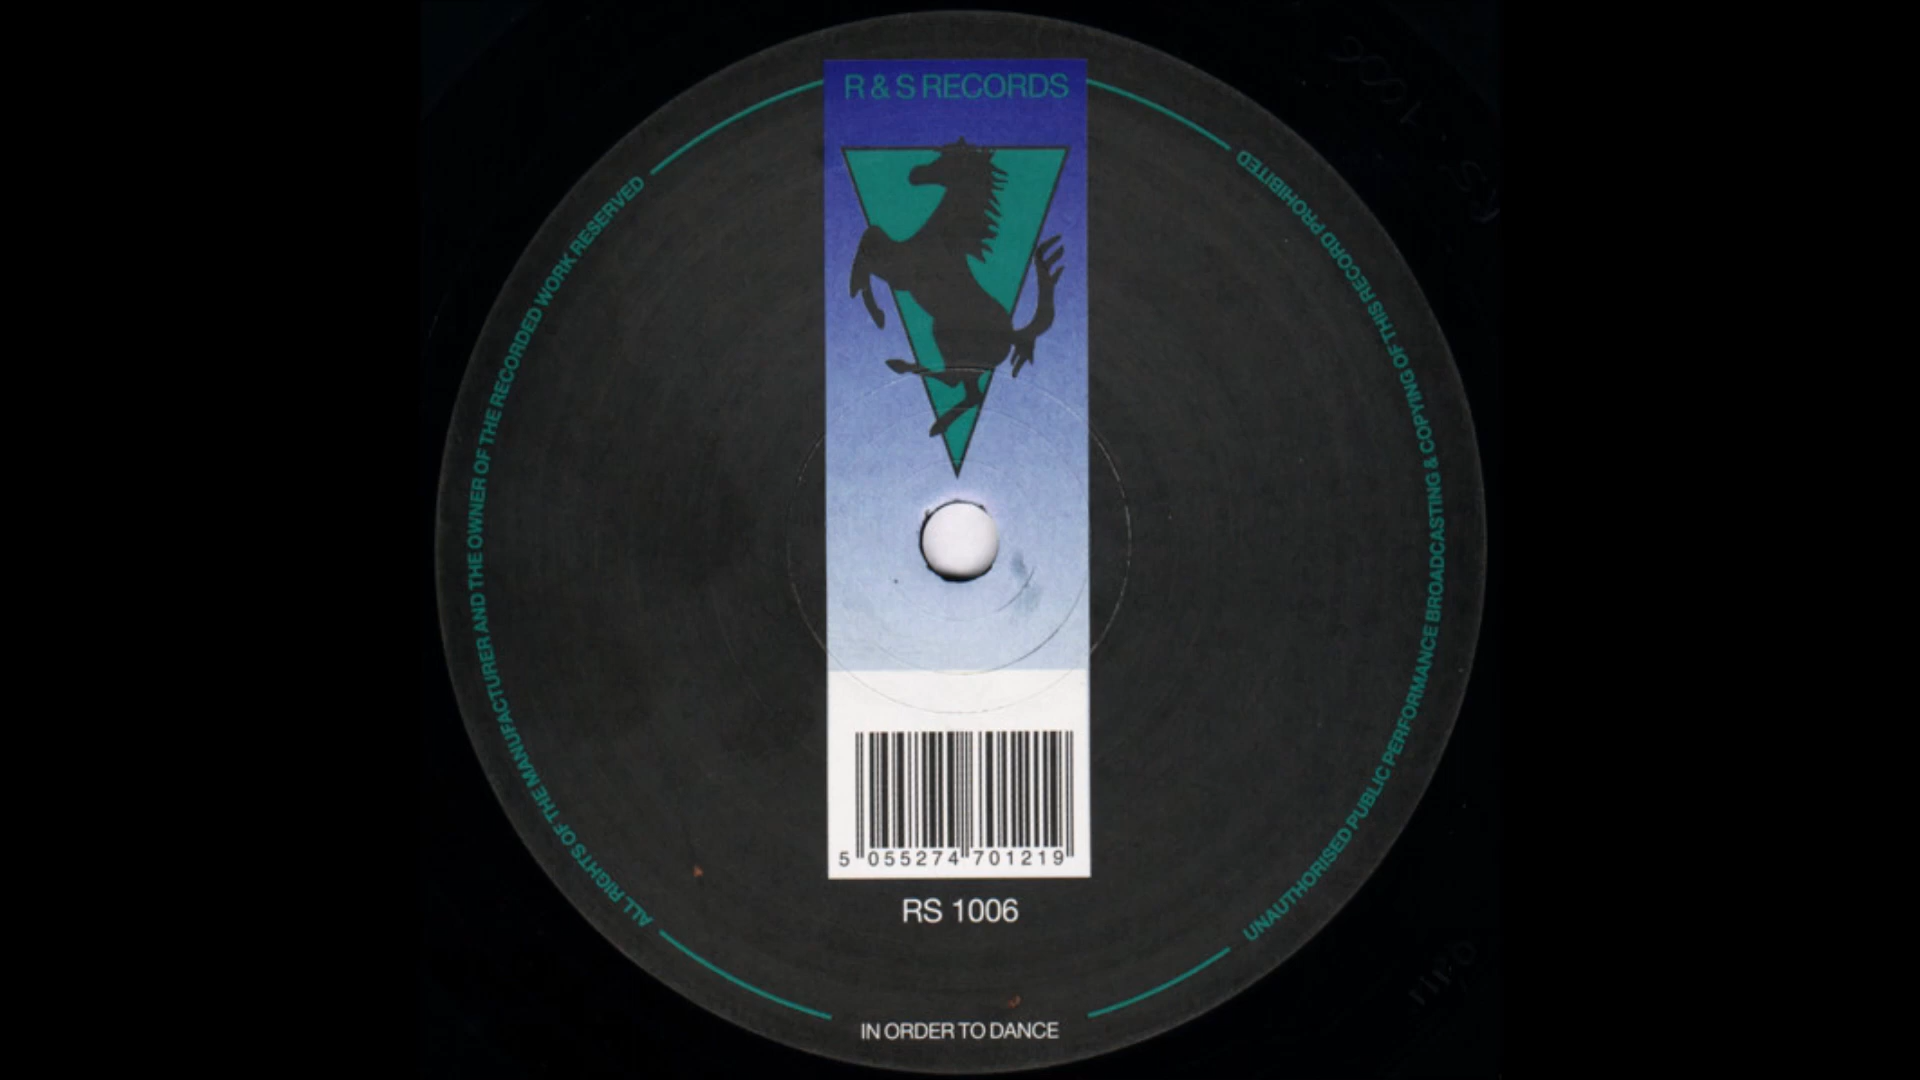 R & S RECORDS
ALL RIGHTS OF THE MANUFACTURER AND THE OWNER OF THE RECORDED WORK RESERVED
UNAUTHORISED PUBLIC PERFORMANCE BROADCASTING & COPYING OF THIS RECORD PROHIBITED
5 055274 701219
RS 1006
IN ORDER TO DANCE